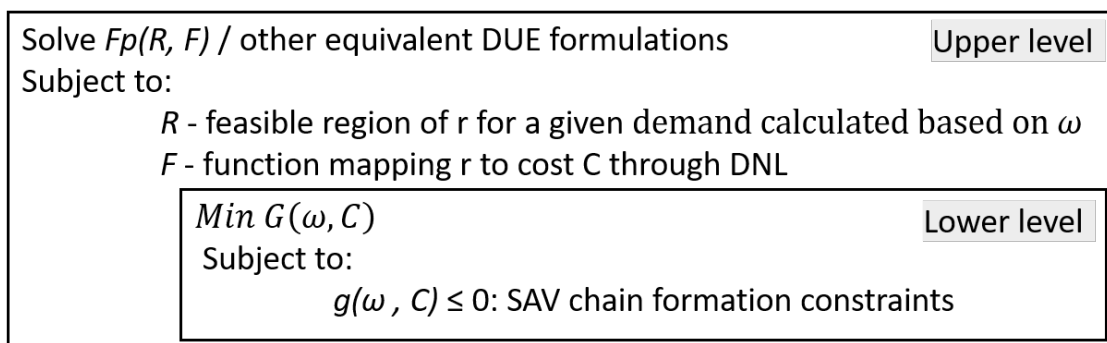 Solve Fp(R, F) / other equivalent DUE formulations
Upper level
Subject to:
R - feasible region of r for a given demand calculated based on ω
F - function mapping r to cost C through DNL
Min G(ω, C)
Lower level
Subject to:
g(ω , C) ≤ 0: SAV chain formation constraints